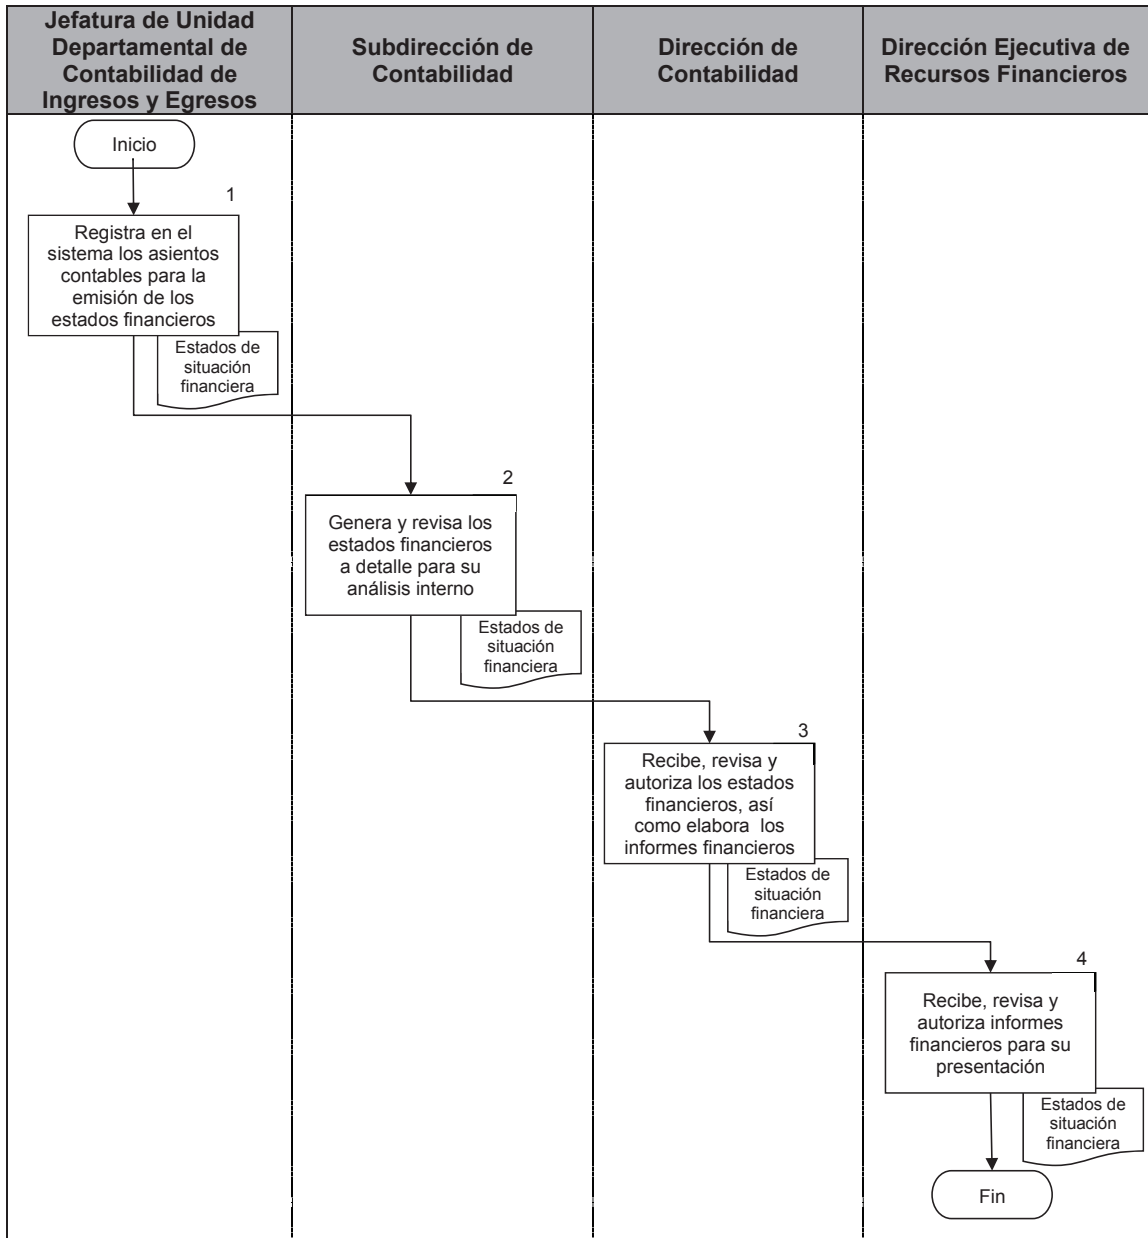 Jefatura de Unidad
Departamental de
Contabilidad de
Ingresos y Egresos
Subdirección de
Contabilidad
Dirección de
Contabilidad
Dirección Ejecutiva de
Recursos Financieros
Inicio
1
Registra en el
sistema los asientos
contables para la
emisión de los
estados financieros
Estados de
situación
financiera
2
Genera y revisa los
estados financieros
a detalle para su
análisis interno
Estados de
situación
financiera
3
Recibe, revisa y
autoriza los estados
financieros, así
como elabora los
informes financieros
Estados de
situación
financiera
4
Recibe, revisa y
autoriza informes
financieros para su
presentación
Estados de
situación
financiera
Fin